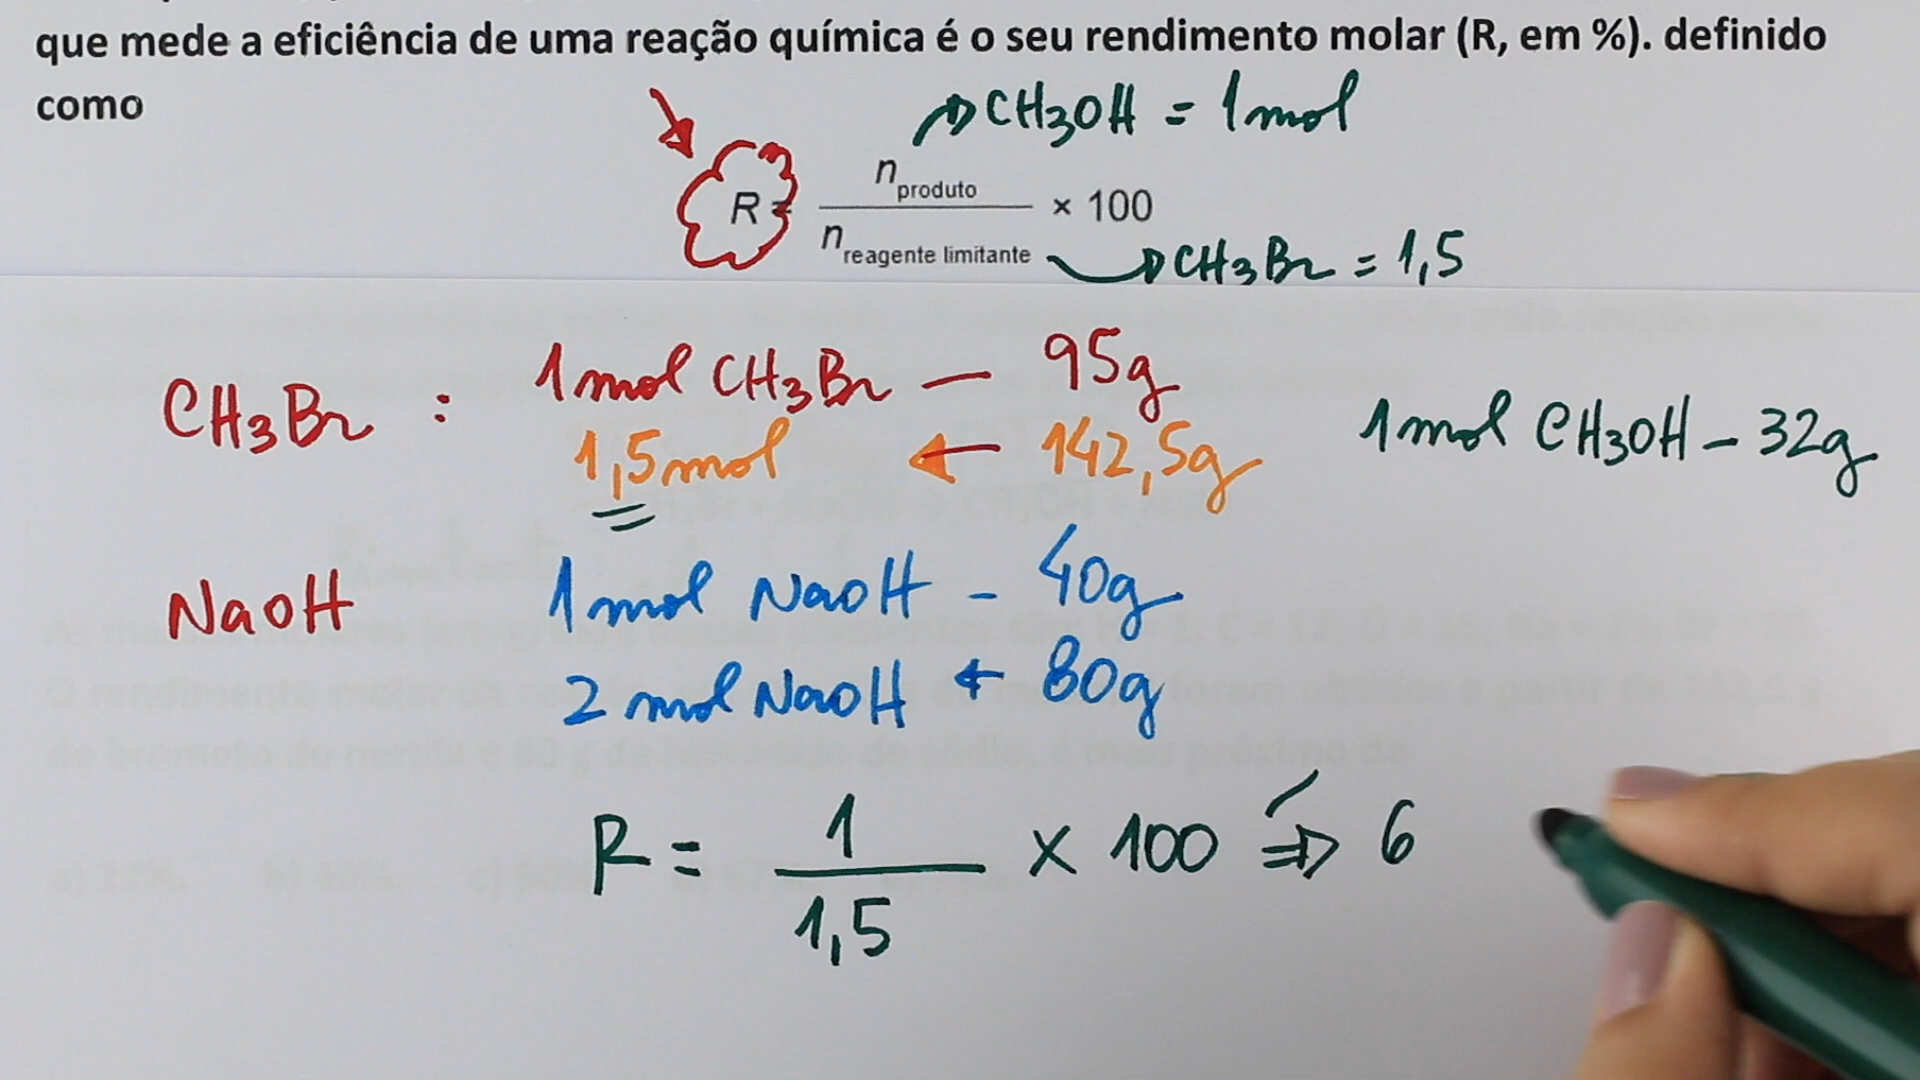 que mede a eficiência de uma reação química é o seu rendimento molar (R, em %). definido
como
CH3OH = 1mol
R = n produto / n reagente limitante × 100
CH3Br = 1,5
CH3Br : 1mol CH3Br — 95g
1,5mol ← 142,5g
1mol CH3OH - 32g
NaOH 1mol NaOH - 40g
2 mol NaOH ← 80g
R = 1 / 1,5 × 100 ⇒ 6